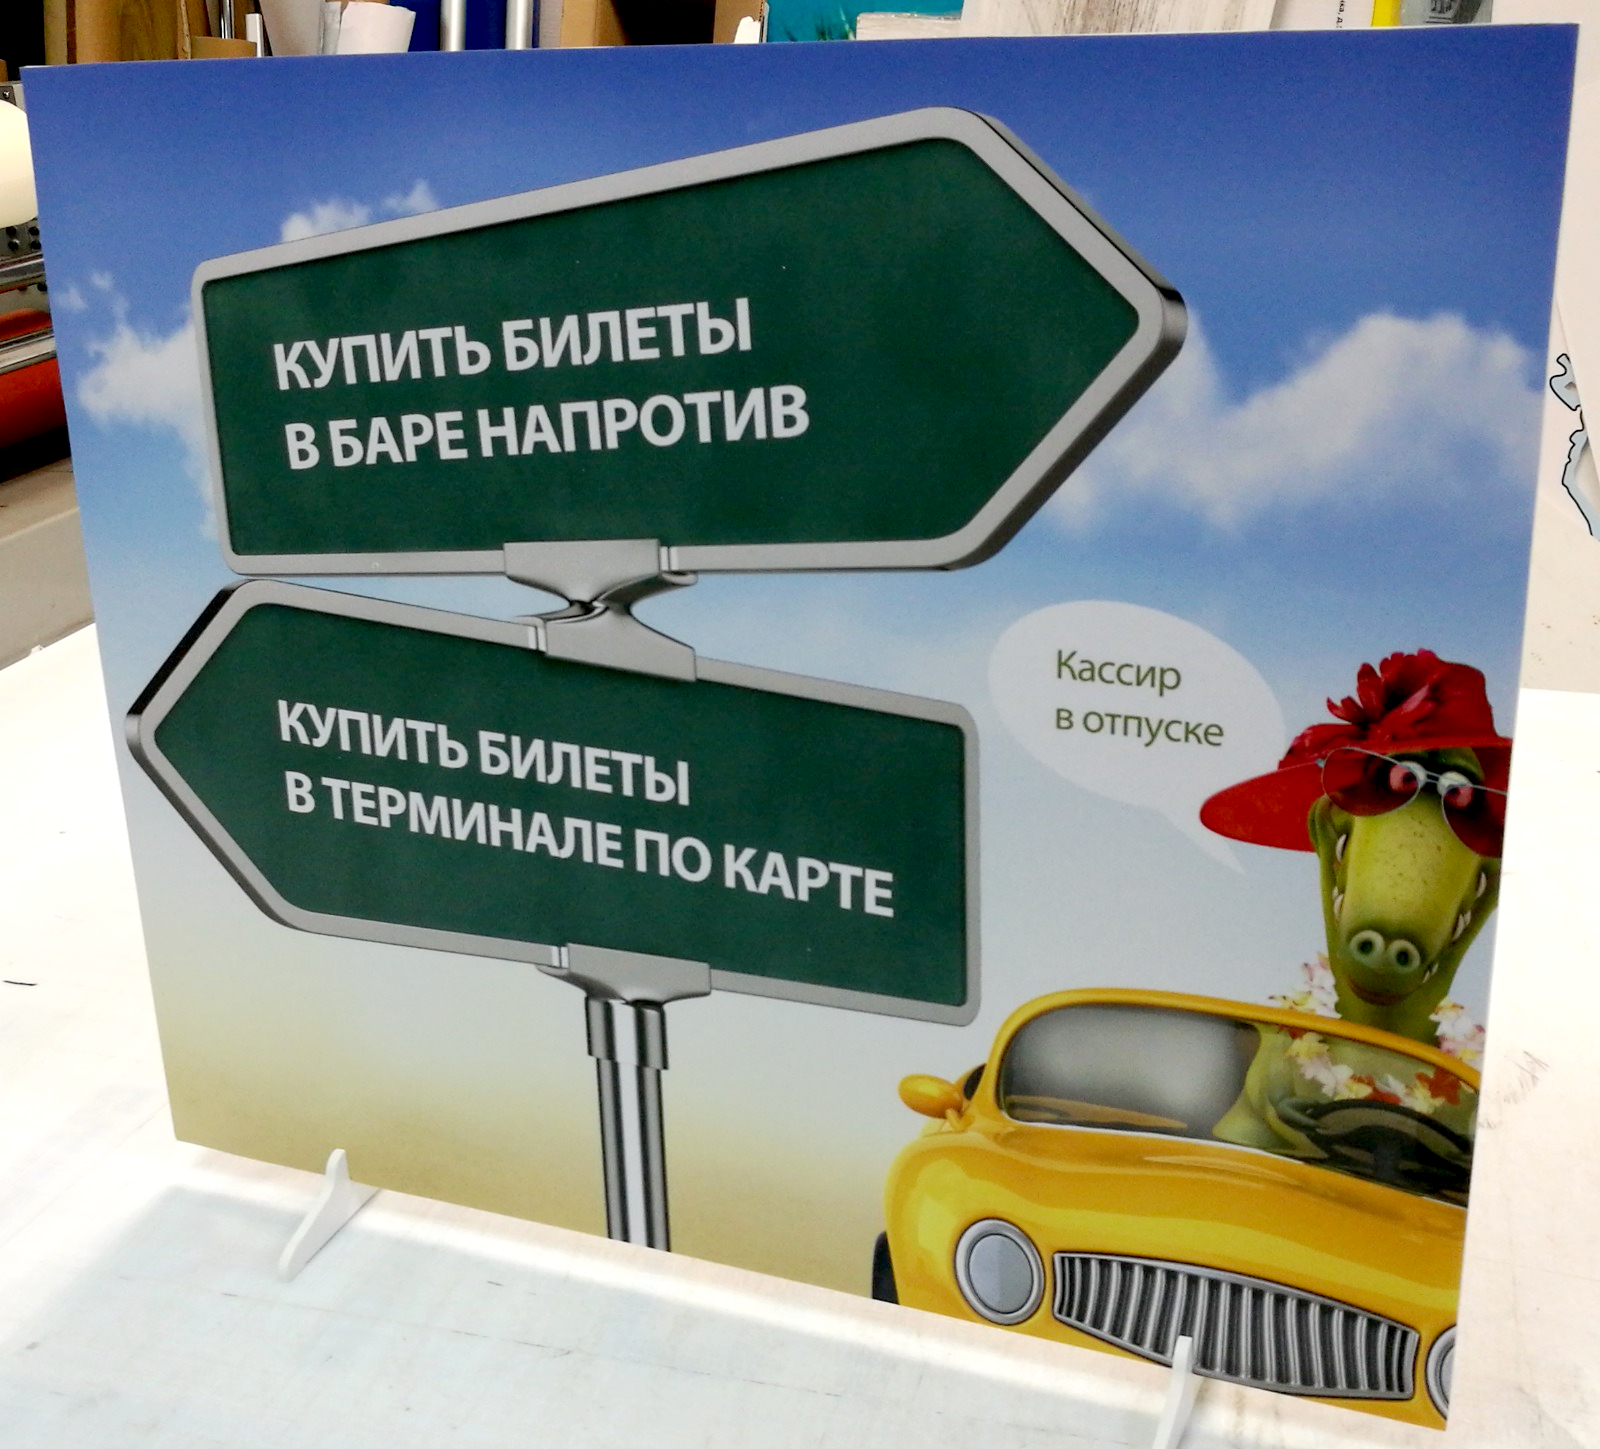 КУПИТЬ БИЛЕТЫ
В БАРЕ НАПРОТИВ
КУПИТЬ БИЛЕТЫ
В ТЕРМИНАЛЕ ПО КАРТЕ
Кассир
в отпуске